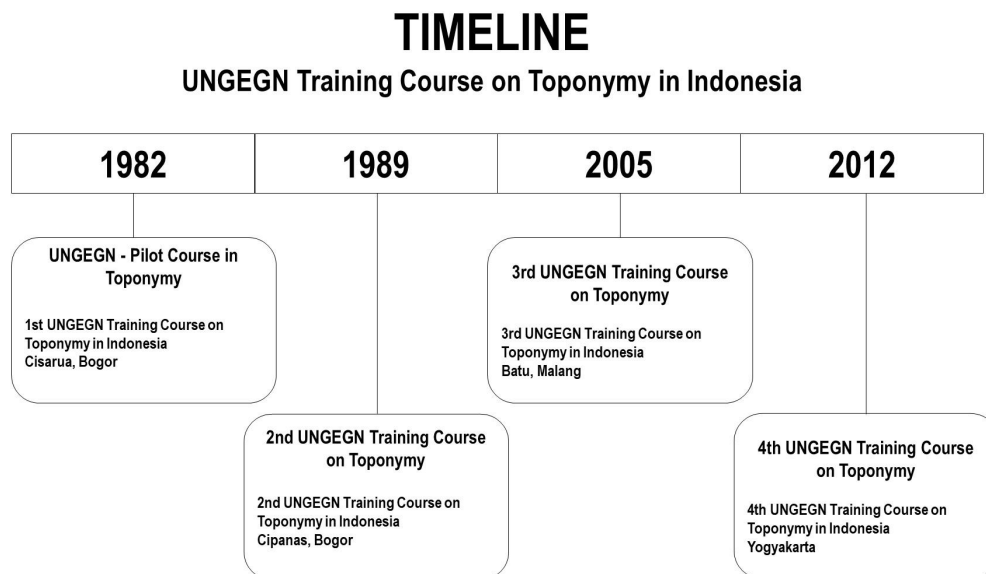 TIMELINE
UNGEGN Training Course on Toponymy in Indonesia
1982
1989
2005
2012
UNGEGN - Pilot Course in
Toponymy
1st UNGEGN Training Course on
Toponymy in Indonesia
Cisarua, Bogor
2nd UNGEGN Training Course
on Toponymy
2nd UNGEGN Training Course on
Toponymy in Indonesia
Cipanas, Bogor
3rd UNGEGN Training Course
on Toponymy
3rd UNGEGN Training Course on
Toponymy in Indonesia
Batu, Malang
4th UNGEGN Training Course
on Toponymy
4th UNGEGN Training Course on
Toponymy in Indonesia
Yogyakarta